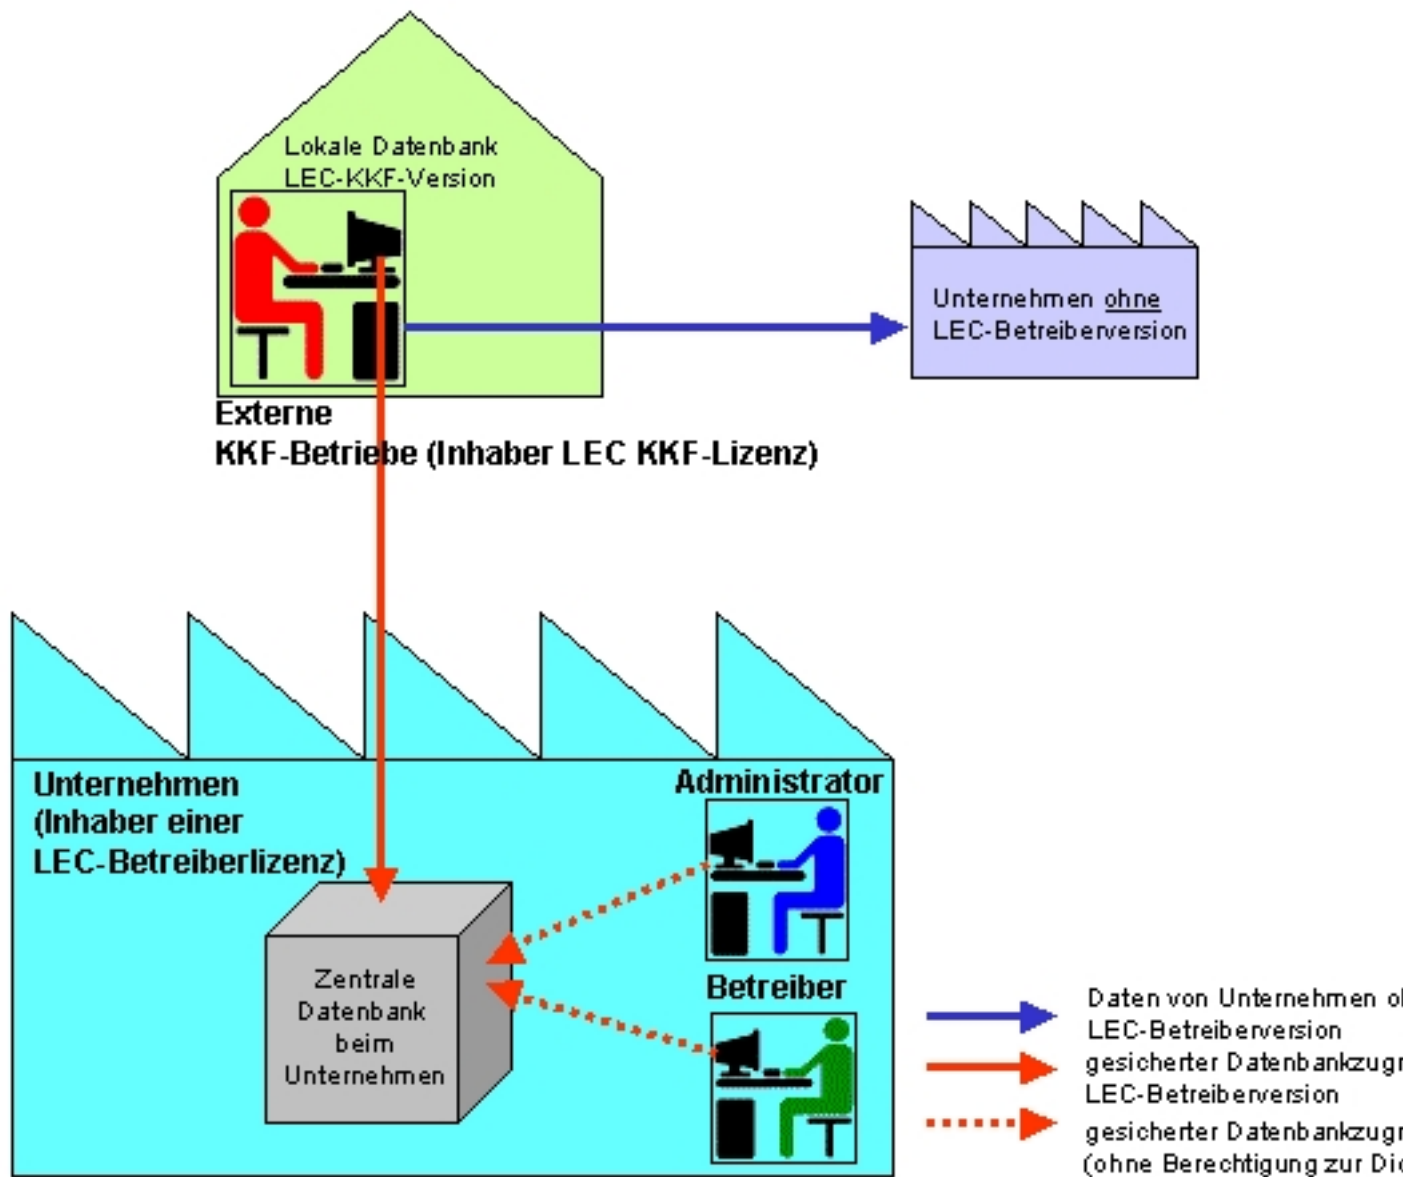 Lokale Datenbank
LEC-KKF-Version
Unternehmen ohne
LEC-Betreiberversion
Externe
KKF-Betriebe (Inhaber LEC KKF-Lizenz)
Unternehmen
(Inhaber einer
LEC-Betreiberlizenz)
Administrator
Zentrale
Datenbank
beim
Unternehmen
Betreiber
Daten von Unternehmen
LEC-Betreiberversion
gesicherter
LEC-Betreiberversion
gesicherter
(ohne Berechtigung zur